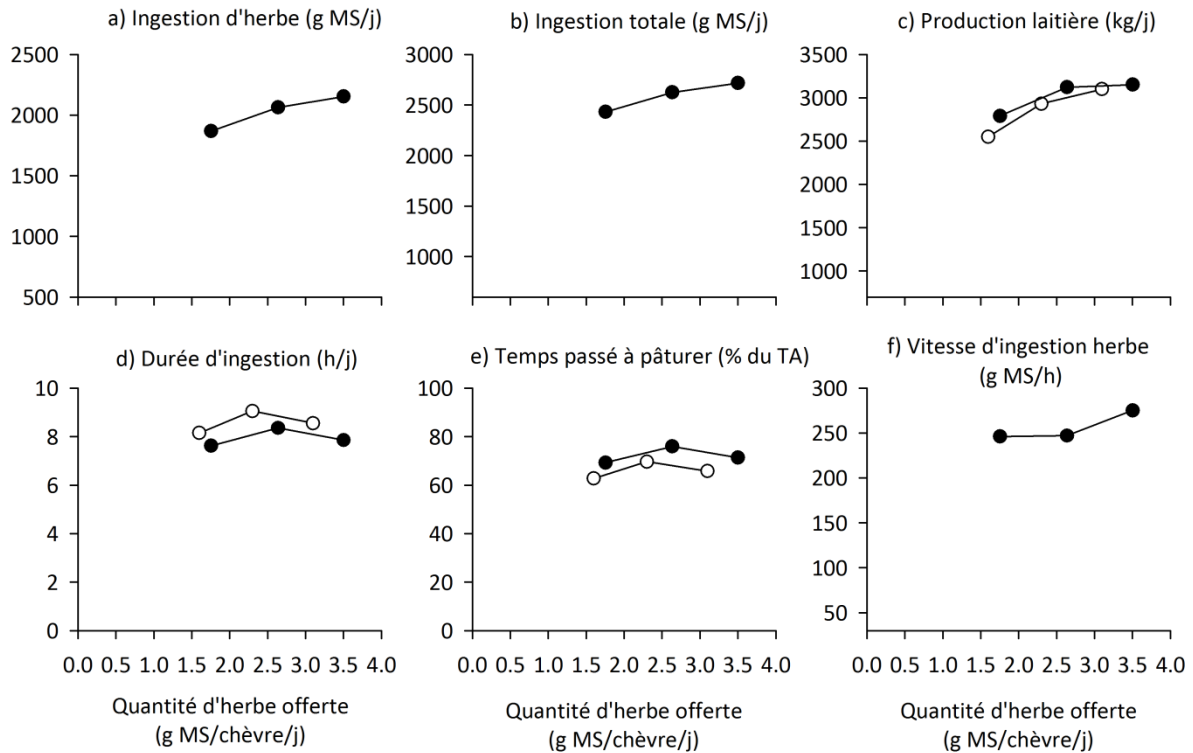 a) Ingestion d'herbe (g MS/j)
2500
2000
1500
1000
500
b) Ingestion totale (g MS/j)
3000
2500
2000
1500
1000
c) Production laitière (kg/j)
3500
3000
2500
2000
1500
1000
d) Durée d'ingestion (h/j)
10
8
6
4
2
0
0.0 0.5 1.0 1.5 2.0 2.5 3.0 3.5 4.0
Quantité d'herbe offerte
(g MS/chèvre/j)
e) Temps passé à pâturer (% du TA)
100
80
60
40
20
0
0.0 0.5 1.0 1.5 2.0 2.5 3.0 3.5 4.0
Quantité d'herbe offerte
(g MS/chèvre/j)
f) Vitesse d'ingestion herbe
(g MS/h)
300
250
200
150
100
50
0.0 0.5 1.0 1.5 2.0 2.5 3.0 3.5 4.0
Quantité d'herbe offerte
(g MS/chèvre/j)